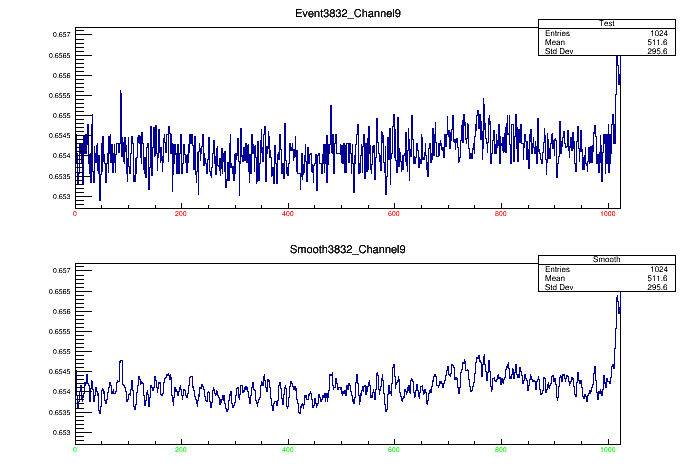 Event3832_Channel9
Test
Entries 1024
Mean 511.6
Std Dev 295.6
0.657
0.6565
0.656
0.6555
0.655
0.6545
0.654
0.6535
0.653
0 200 400 600 800 1000
Smooth3832_Channel9
Smooth
Entries 1024
Mean 511.6
Std Dev 295.6
0.657
0.6565
0.656
0.6555
0.655
0.6545
0.654
0.6535
0.653
0 200 400 600 800 1000